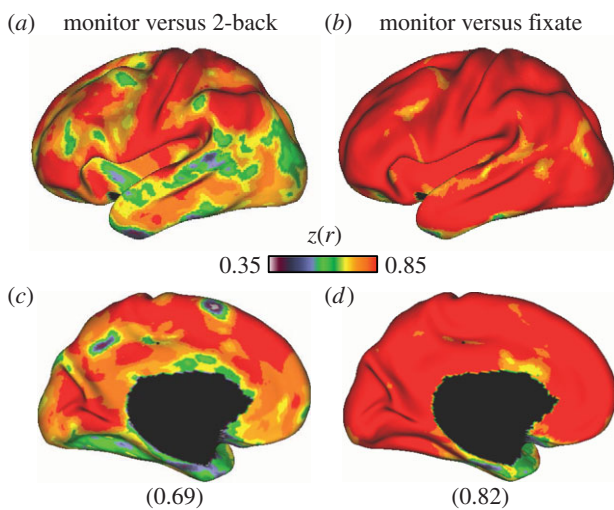 (a) monitor versus 2-back
(b) monitor versus fixate
z(r)
0.35 0.85
(c)
(d)
(0.69)
(0.82)